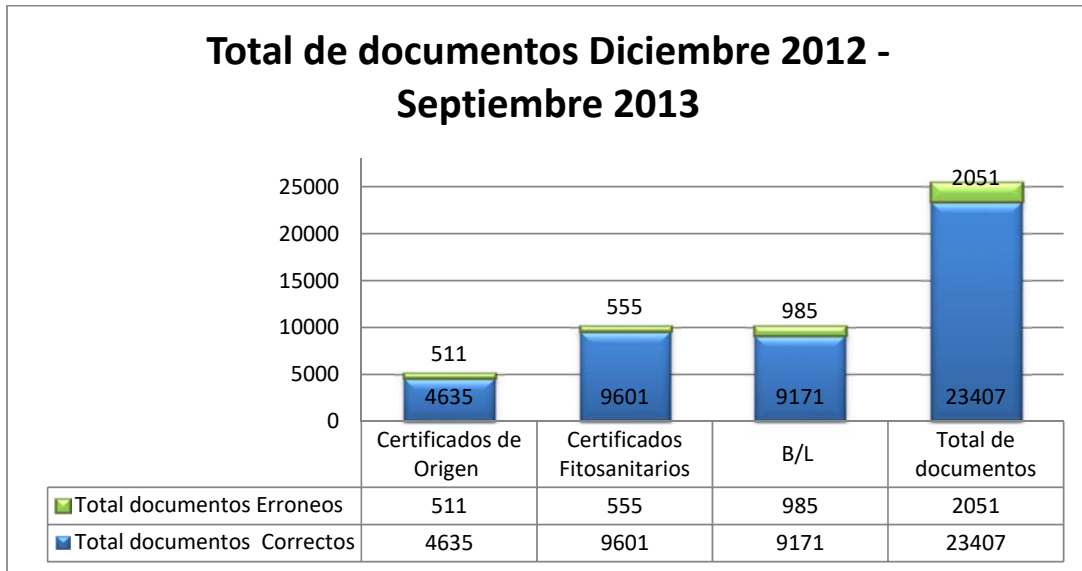 Total de documentos Diciembre 2012 -
Septiembre 2013
25000
20000
15000
10000
5000
0
511
4635
555
9601
985
9171
2051
23407
Certificados de
Origen
Certificados
Fitosanitarios
B/L
Total de
documentos
Total documentos Erroneos 511 555 985 2051
Total documentos Correctos 4635 9601 9171 23407